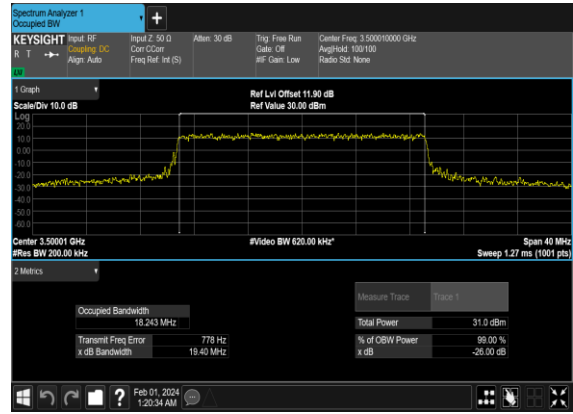 Spectrum Analyzer 1
Occupied BW
+
KEYSIGHT Input: RF Input Z: 50 Ω Atten: 30 dB Trig: Free Run Center Freq: 3.500010000 GHz
R T Coupling: DC Corr CCorr Gate: Off Avg|Hold: 100/100
Align: Auto Freq Ref: Int (S) #IF Gain: Low Radio Std: None
LW
1 Graph Ref Lvl Offset 11.90 dB
Scale/Div 10.0 dB Ref Value 30.00 dBm
Log
20.0
10.0
0.00
-10.0
-20.0
-30.0
-40.0
-50.0
-60.0
Center 3.50001 GHz #Video BW 620.00 kHz* Span 40 MHz
#Res BW 200.00 kHz Sweep 1.27 ms (1001 pts)
2 Metrics
Measure Trace Trace 1
Occupied Bandwidth
18.243 MHz Total Power 31.0 dBm
Transmit Freq Error 778 Hz % of OBW Power 99.00 %
x dB Bandwidth 19.40 MHz x dB -26.00 dB
? Feb 01, 2024
1:20:34 AM